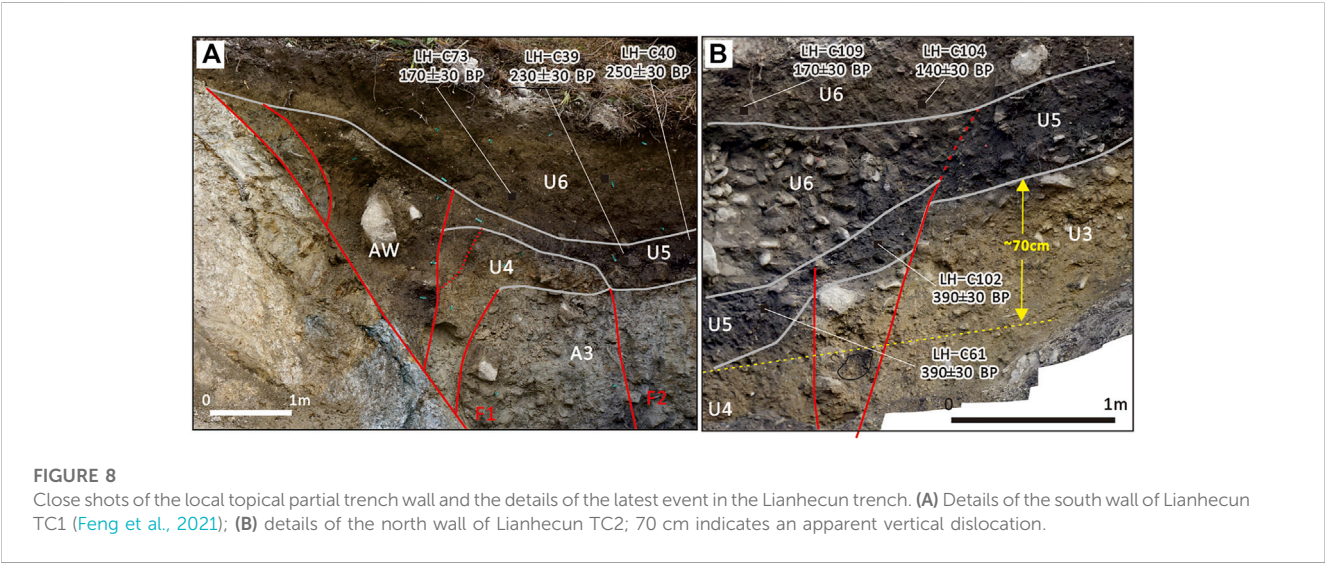 A
LH-C73
170±30 BP
LH-C39
230±30 BP
LH-C40
250±30 BP
U6
U5
AW
U4
A3
F1
F2
0
1m
B
LH-C109
170±30 BP
LH-C104
140±30 BP
U6
U5
U6
U3
~70cm
LH-C102
390±30 BP
U5
LH-C61
390±30 BP
U4
0
1m
FIGURE 8
Close shots of the local topical partial trench wall and the details of the latest event in the Lianhecun trench. (A) Details of the south wall of Lianhecun
TC1 (Feng et al., 2021); (B) details of the north wall of Lianhecun TC2; 70 cm indicates an apparent vertical dislocation.